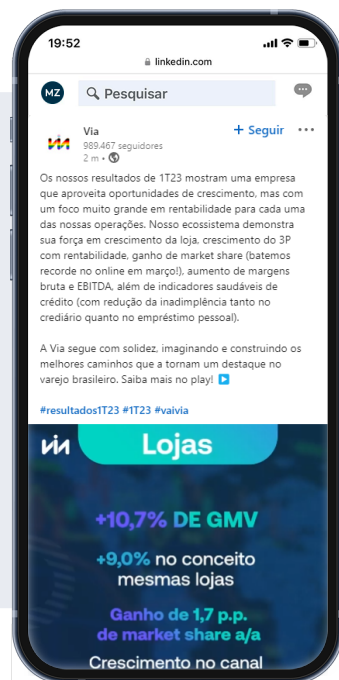 19:52
linkedin.com
MZ
Pesquisar
Via
+ Seguir
989.467 seguidores
2 m •
Os nossos resultados de 1T23 mostram uma empresa
que aproveita oportunidades de crescimento, mas com
um foco muito grande em rentabilidade para cada uma
das nossas operações. Nosso ecossistema demonstra
sua força em crescimento da loja, crescimento do 3P
com rentabilidade, ganho de market share (batemos
recorde no online em março!), aumento de margens
bruta e EBITDA, além de indicadores saudáveis de
crédito (com redução da inadimplência tanto no
crediário quanto no empréstimo pessoal).
A Via segue com solidez, imaginando e construindo os
melhores caminhos que a tornam um destaque no
varejo brasileiro. Saiba mais no play!
#resultados1T23 #1T23 #vaivia
via
Lojas
+10,7% DE GMV
+9,0% no conceito
mesmas lojas
Ganho de 1,7 p.p.
de market share a/a
Crescimento no canal